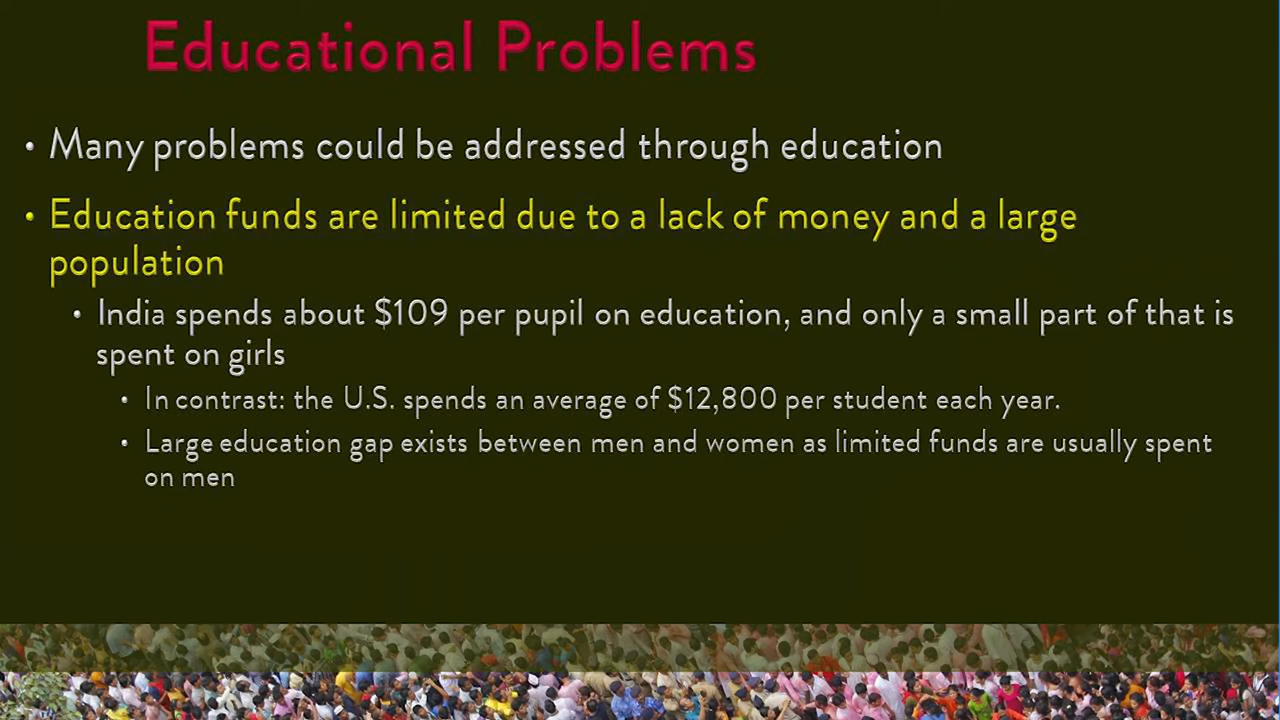 Educational Problems
• Many problems could be addressed through education
• Education funds are limited due to a lack of money and a large
population
• India spends about $109 per pupil on education, and only a small part of that is
spent on girls
• In contrast: the U.S. spends an average of $12,800 per student each year.
• Large education gap exists between men and women as limited funds are usually spent
on men